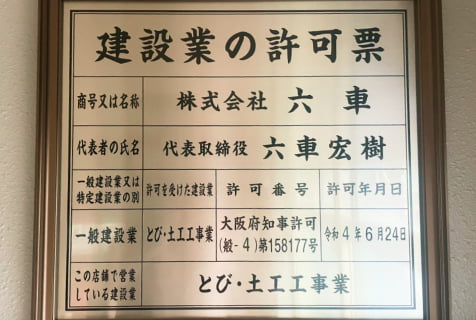 建設業の許可票
商号又は名称 株式会社 六車
代表者の氏名 代表取締役 六車宏樹
一般建設業又は
特定建設業の別
許可を受けた建設業 許可番号 許可年月日
一般建設業 とび・土工工事業
大阪府知事許可
(般-4)第158177号
令和4年6月24日
この店舗で営業
している建設業
とび・土工工事業